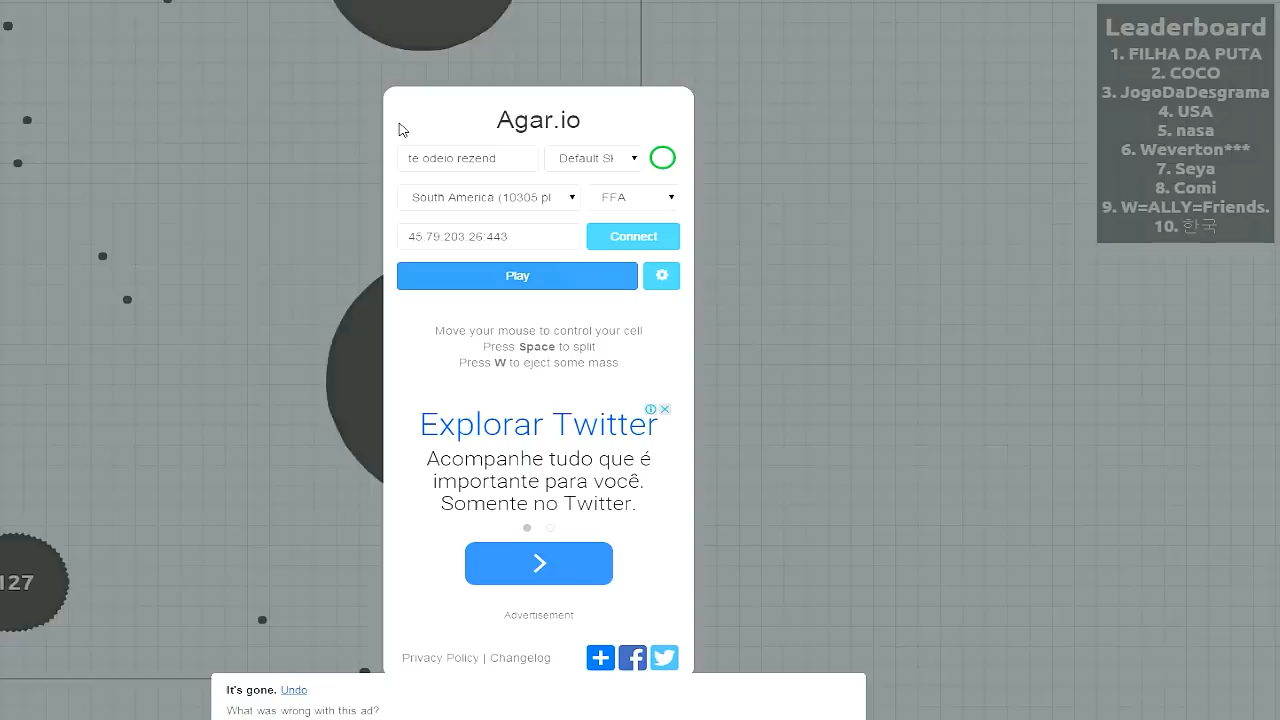 Leaderboard
1. FILHA DA PUTA
2. COCO
3. JogoDaDesgrama
4. USA
5. nasa
6. Weverton***
7. Seya
8. Comi
9. W=ALLY=Friends.
10. 한국
Agar.io
te odeio rezend
Default Sk
South America (10305 pl
FFA
45.79.203.26:443
Connect
Play
Move your mouse to control your cell
Press Space to split
Press W to eject some mass
Explorar Twitter
Acompanhe tudo que é
importante para você.
Somente no Twitter.
Advertisement
Privacy Policy | Changelog
127
It's gone. Undo
What was wrong with this ad?